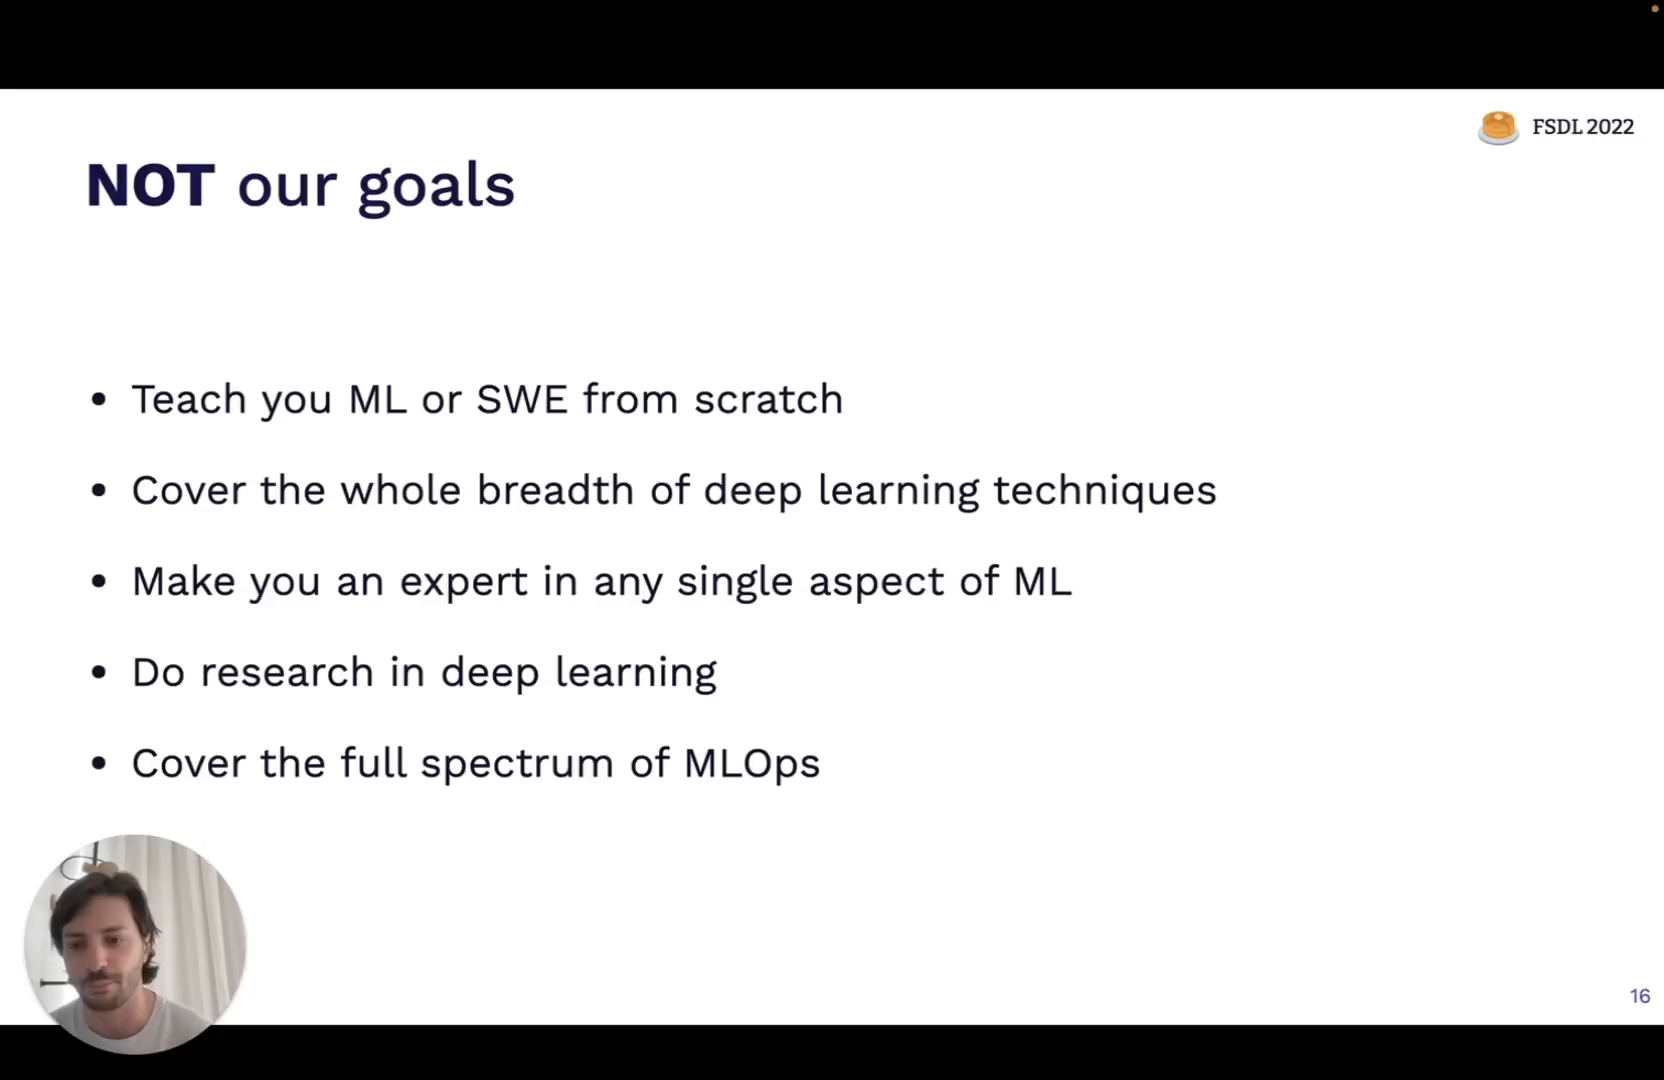 FSDL 2022
NOT our goals
• Teach you ML or SWE from scratch
• Cover the whole breadth of deep learning techniques
• Make you an expert in any single aspect of ML
• Do research in deep learning
• Cover the full spectrum of MLOps
16